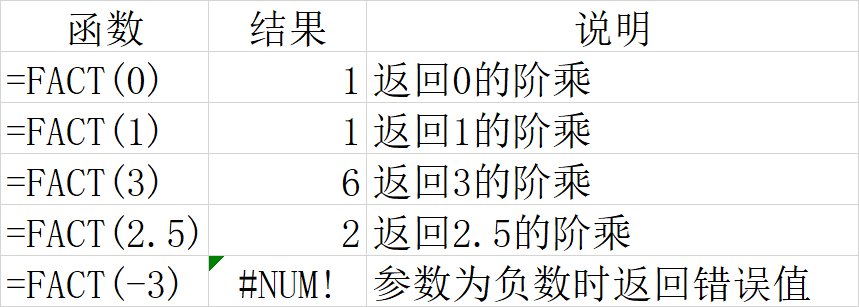 函数 结果 说明
=FACT(0) 1 返回0的阶乘
=FACT(1) 1 返回1的阶乘
=FACT(3) 6 返回3的阶乘
=FACT(2.5) 2 返回2.5的阶乘
=FACT(-3) #NUM! 参数为负数时返回错误值